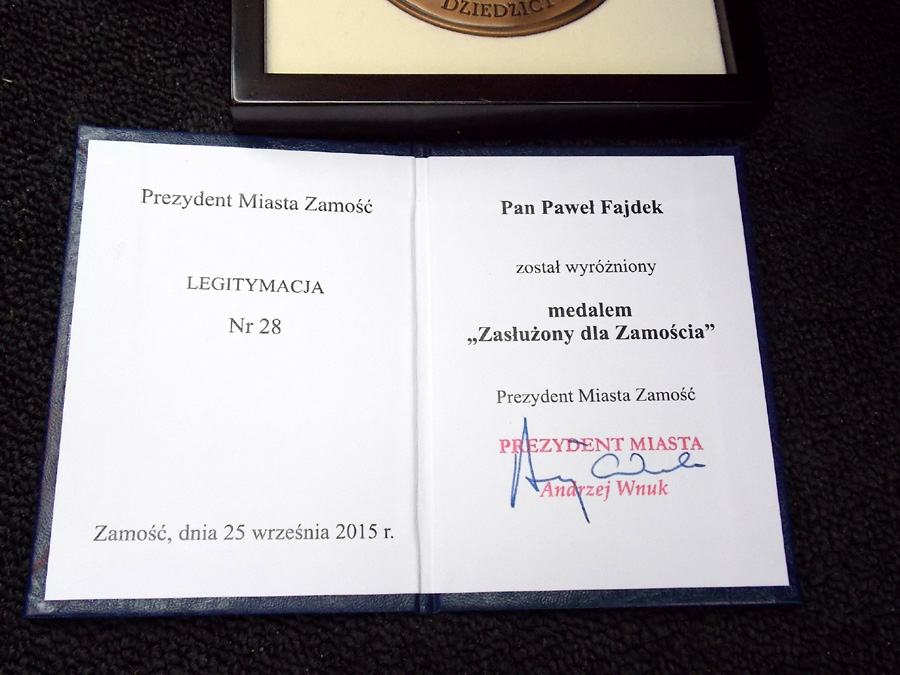 DZIEDZICT
Prezydent Miasta Zamość
LEGITYMACJA
Nr 28
Zamość, dnia 25 września 2015 r.
Pan Paweł Fajdek
został wyróżniony
medalem
„Zasłużony dla Zamościa”
Prezydent Miasta Zamość
PREZYDENT MIASTA
Andrzej Wnuk